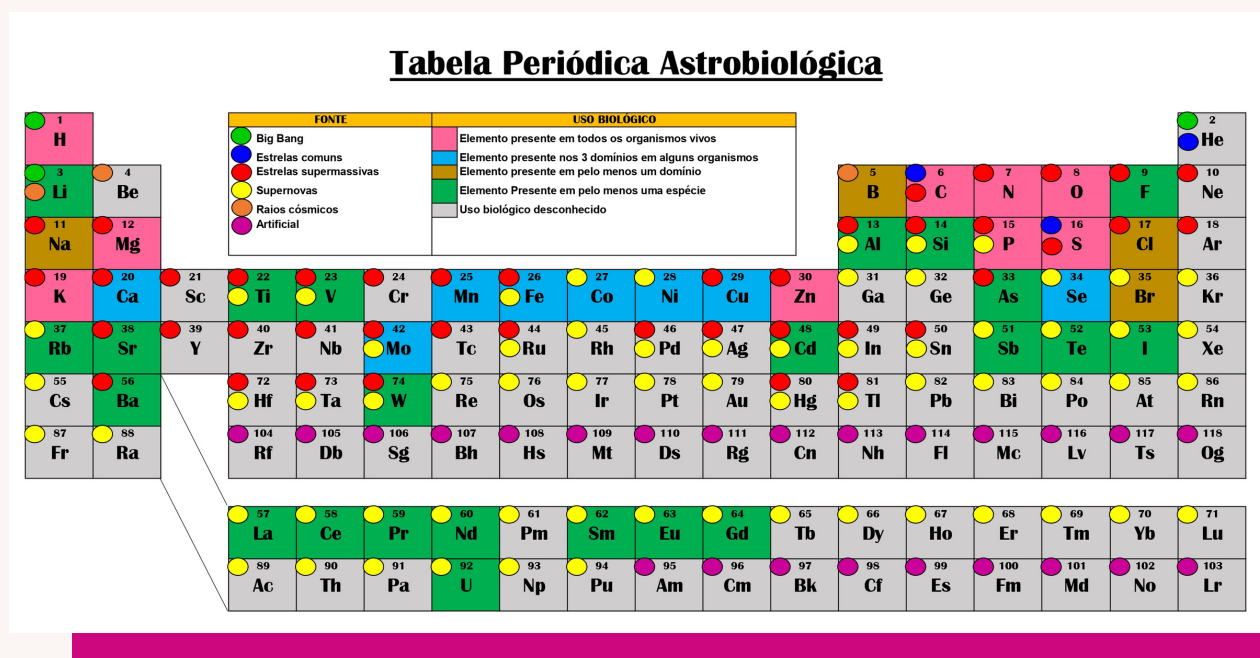 Tabela Periódica Astrobiológica
FONTE USO BIOLÓGICO
Big Bang Elemento presente em todos os organismos vivos
Estrelas comuns Elemento presente nos 3 domínios em alguns organismos
Estrelas supermassivas Elemento presente em pelo menos um domínio
Supernovas Elemento Presente em pelo menos uma espécie
Raios cósmicos Uso biológico desconhecido
Artificial
1 2
H He
3 4 5 6 7 8 9 10
Li Be B C N O F Ne
11 12 13 14 15 16 17 18
Na Mg Al Si P S Cl Ar
19 20 21 22 23 24 25 26 27 28 29 30 31 32 33 34 35 36
K Ca Sc Ti V Cr Mn Fe Co Ni Cu Zn Ga Ge As Se Br Kr
37 38 39 40 41 42 43 44 45 46 47 48 49 50 51 52 53 54
Rb Sr Y Zr Nb Mo Tc Ru Rh Pd Ag Cd In Sn Sb Te I Xe
55 56 72 73 74 75 76 77 78 79 80 81 82 83 84 85 86
Cs Ba Hf Ta W Re Os Ir Pt Au Hg Tl Pb Bi Po At Rn
87 88 104 105 106 107 108 109 110 111 112 113 114 115 116 117 118
Fr Ra Rf Db Sg Bh Hs Mt Ds Rg Cn Nh Fl Mc Lv Ts Og
57 58 59 60 61 62 63 64 65 66 67 68 69 70 71
La Ce Pr Nd Pm Sm Eu Gd Tb Dy Ho Er Tm Yb Lu
89 90 91 92 93 94 95 96 97 98 99 100 101 102 103
Ac Th Pa U Np Pu Am Cm Bk Cf Es Fm Md No Lr